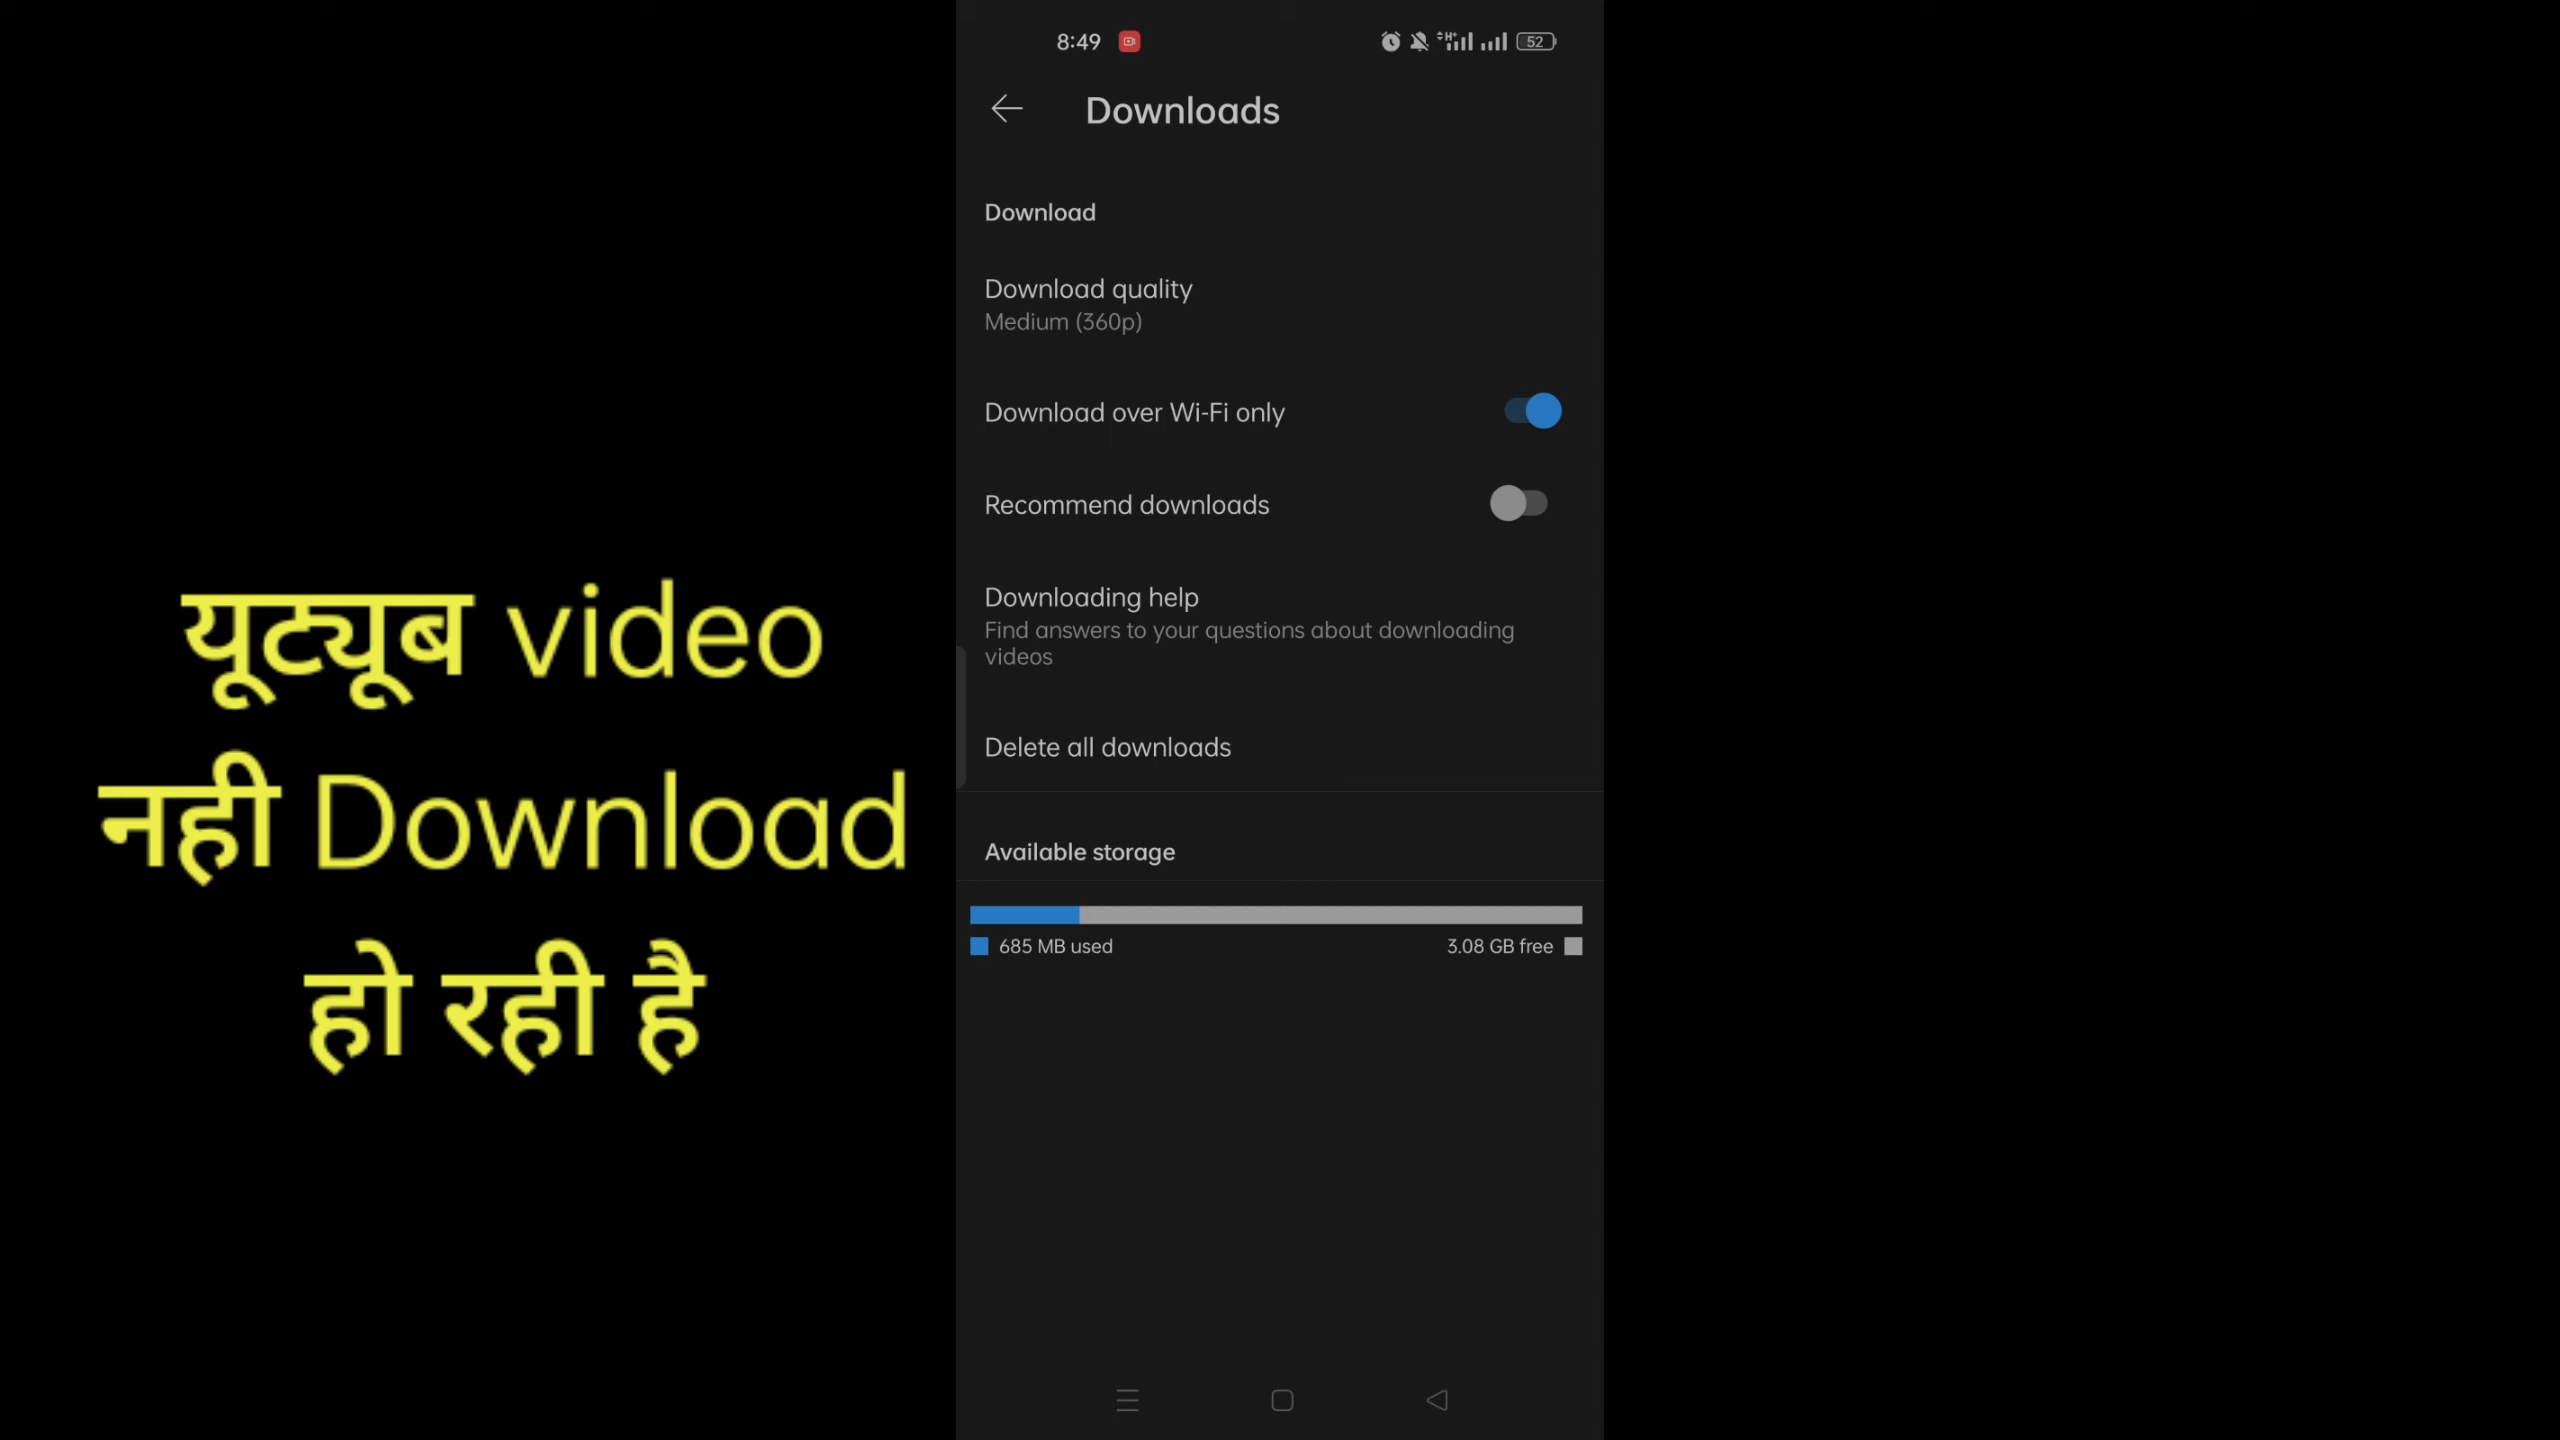 8:49
52
Downloads
Download
Download quality
Medium (360p)
Download over Wi-Fi only
Recommend downloads
Downloading help
Find answers to your questions about downloading
videos
Delete all downloads
Available storage
685 MB used
3.08 GB free
यूट्यूब video
नही Download
हो रही है